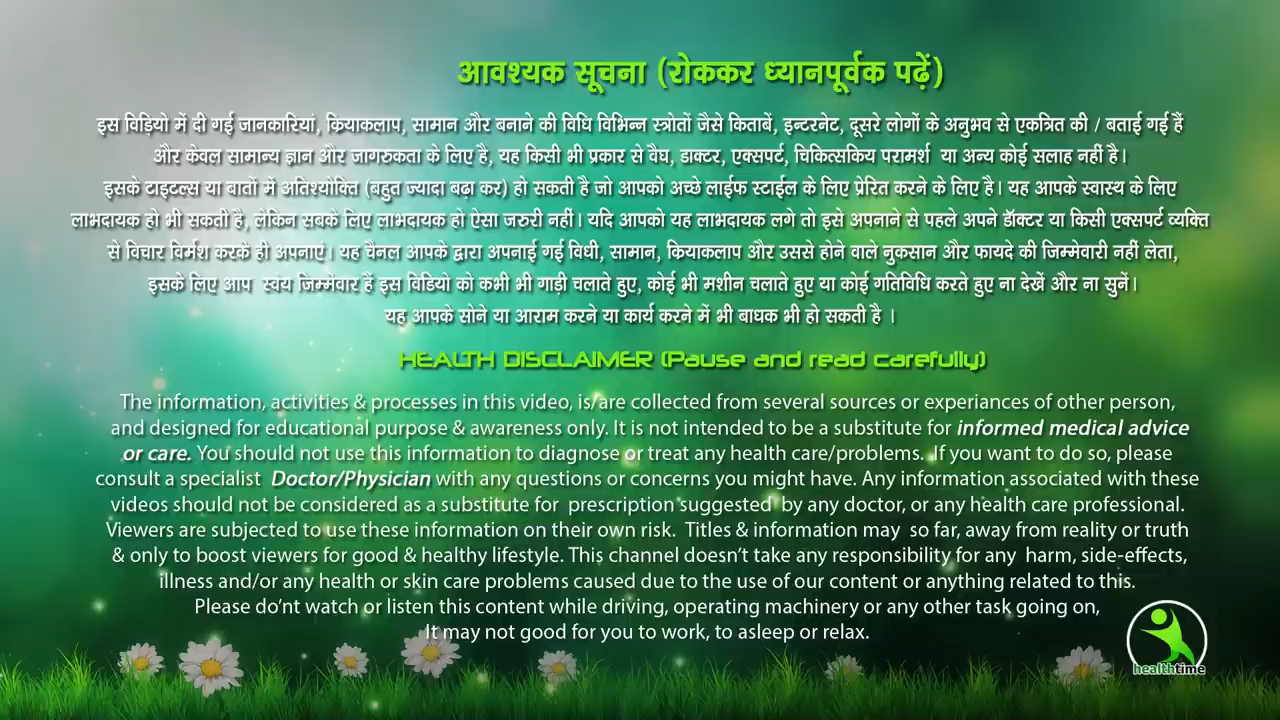 आवश्यक सूचना (रोककर ध्यानपूर्वक पढ़ें)
इस विड़ियो में दी गई जानकारियां, क्रियाकलाप, सामान और बनाने की विधि विभिन्न स्त्रोतों जैसे किताबें, इन्टरनेट, दूसरे लोगों के अनुभव से एकत्रित की / बताई गई हैं
और केवल सामान्य ज्ञान और जागरुकता के लिए है, यह किसी भी प्रकार से वैघ, डाक्टर, एक्सपर्ट, चिकित्सकिय परामर्श या अन्य कोई सलाह नहीं है।
इसके टाइटल्स या बातों में अतिश्योक्ति (बहुत ज्यादा बढ़ा कर) हो सकती है जो आपको अच्छे लाईफ स्टाईल के लिए प्रेरित करने के लिए है। यह आपके स्वास्थ के लिए
लाभदायक हो भी सकती है, लेकिन सबके लिए लाभदायक हो ऐसा जरुरी नहीं। यदि आपको यह लाभदायक लगे तो इसे अपनाने से पहले अपने डॉक्टर या किसी एक्सपर्ट व्यक्ति
से विचार विर्मश करके ही अपनाएं। यह चैनल आपके द्वारा अपनाई गई विधी, सामान, क्रियाकलाप और उससे होने वाले नुकसान और फायदे की जिम्मेवारी नहीं लेता,
इसके लिए आप स्वंय जिम्मेवार हैं इस विडियो को कभी भी गाड़ी चलाते हुए, कोई भी मशीन चलाते हुए या कोई गतिविधि करते हुए ना देखें और ना सुनें।
यह आपके सोने या आराम करने या कार्य करने में भी बाधक भी हो सकती है ।
HEALTH DISCLAIMER (Pause and read carefully)
The information, activities & processes in this video, is/are collected from several sources or experiances of other person,
and designed for educational purpose & awareness only. It is not intended to be a substitute for informed medical advice
or care. You should not use this information to diagnose or treat any health care/problems. If you want to do so, please
consult a specialist Doctor/Physician with any questions or concerns you might have. Any information associated with these
videos should not be considered as a substitute for prescription suggested by any doctor, or any health care professional.
Viewers are subjected to use these information on their own risk. Titles & information may so far, away from reality or truth
& only to boost viewers for good & healthy lifestyle. This channel doesn't take any responsibility for any harm, side-effects,
illness and/or any health or skin care problems caused due to the use of our content or anything related to this.
Please do'nt watch or listen this content while driving, operating machinery or any other task going on,
It may not good for you to work, to asleep or relax.
healthtime